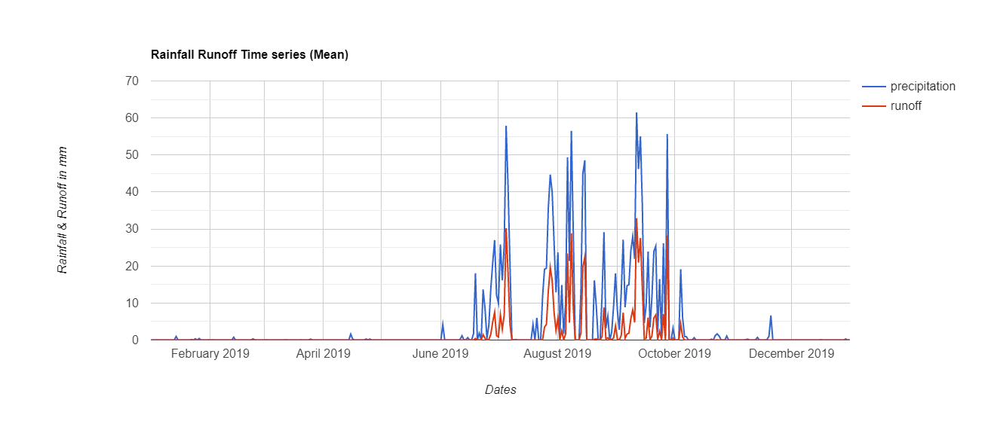 Rainfall Runoff Time series (Mean)
70
60
50
40
30
20
10
0
Rainfall & Runoff in mm
February 2019
April 2019
June 2019
August 2019
October 2019
December 2019
Dates
precipitation
runoff